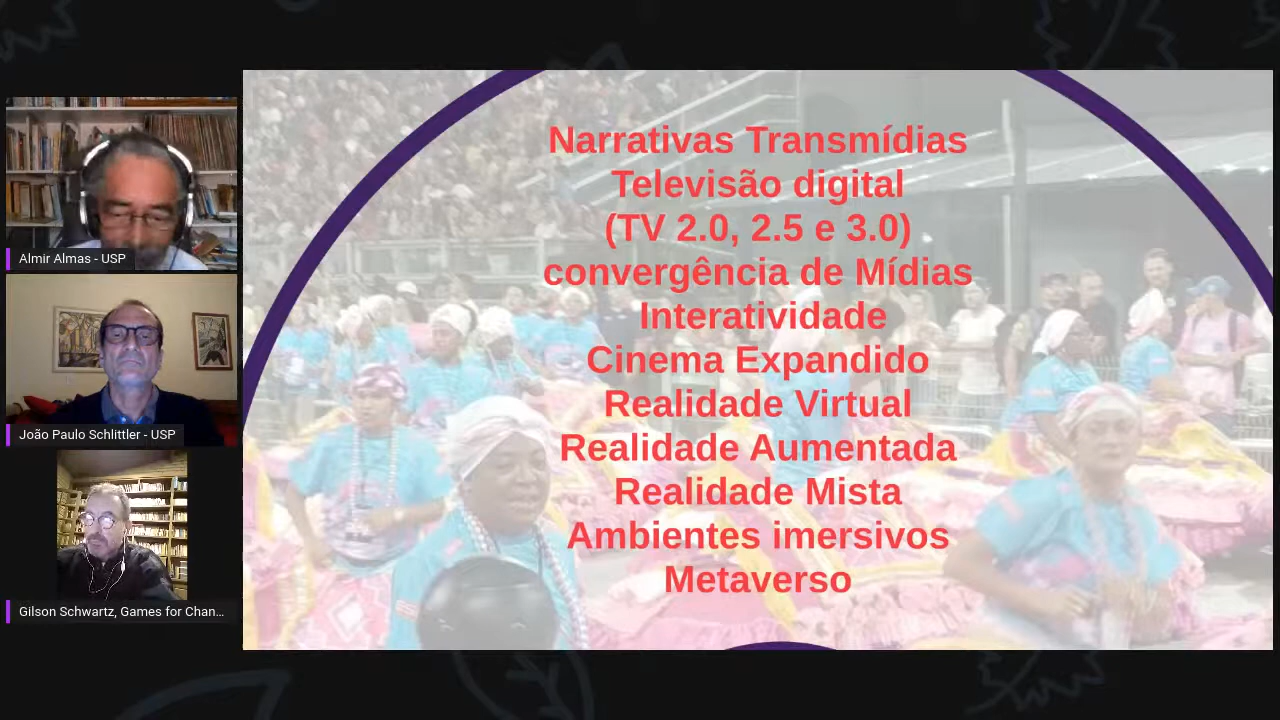 Almir Almas - USP
João Paulo Schlittler - USP
Gilson Schwartz, Games for Chan...
Narrativas Transmídias
Televisão digital
(TV 2.0, 2.5 e 3.0)
convergência de Mídias
Interatividade
Cinema Expandido
Realidade Virtual
Realidade Aumentada
Realidade Mista
Ambientes imersivos
Metaverso